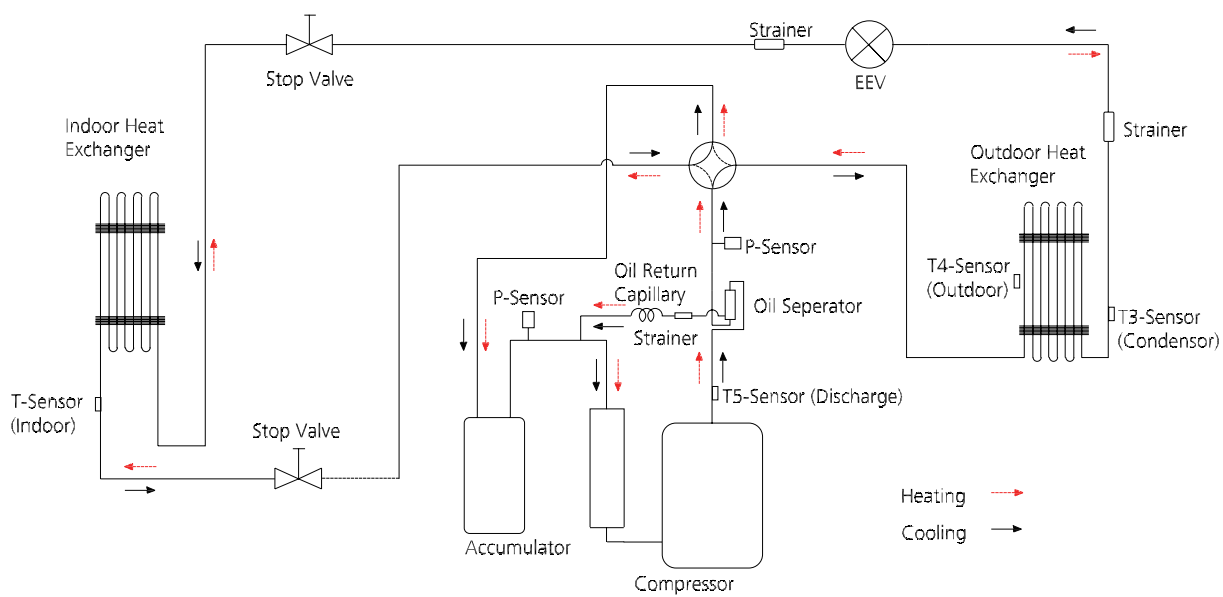 Strainer
EEV
Stop Valve
Indoor Heat
Exchanger
Strainer
Outdoor Heat
Exchanger
P-Sensor
T4-Sensor
(Outdoor)
Oil Return
Capillary
P-Sensor
Oil Seperator
Strainer
T3-Sensor
(Condensor)
T5-Sensor (Discharge)
T-Sensor
(Indoor)
Stop Valve
Heating
Cooling
Accumulator
Compressor